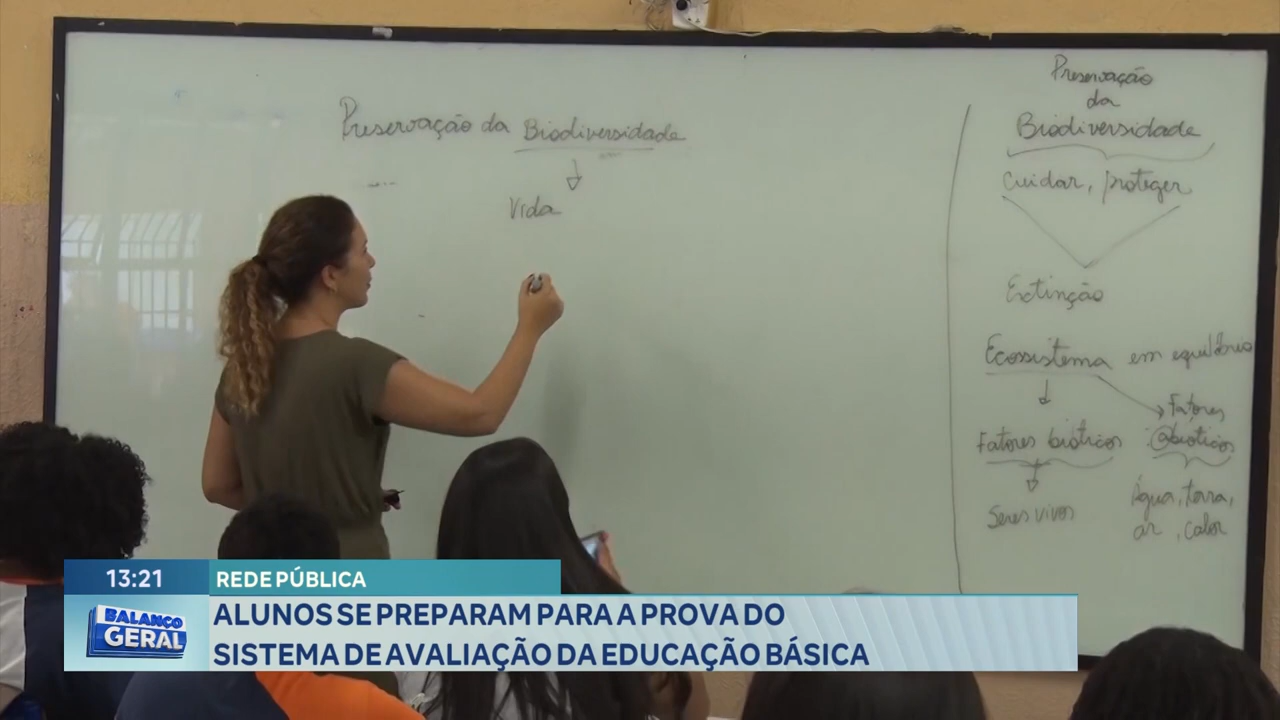 Preservação da Biodiversidade
Vida
Preservação
da
Biodiversidade
Cuidar, proteger
Extinção
Ecossistema em equilíbrio
Fatores bióticos
Seres vivos
Fatores
abióticos
Água, terra,
ar, calor
13:21 REDE PÚBLICA
BALANÇO
GERAL
ALUNOS SE PREPARAM PARA A PROVA DO
SISTEMA DE AVALIAÇÃO DA EDUCAÇÃO BÁSICA